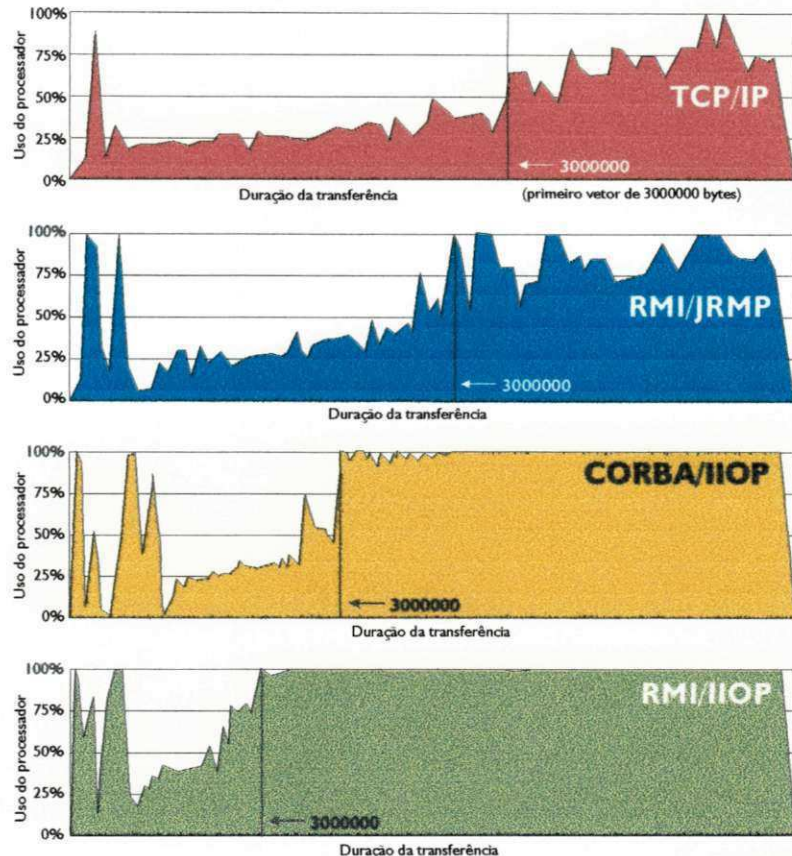 Uso do processador
100%
75%
50%
25%
0%
TCP/IP
3000000
Duração da transferência
(primeiro vetor de 3000000 bytes)
Uso do processador
100%
75%
50%
25%
0%
RMI/JRMP
3000000
Duração da transferência
Uso do processador
100%
75%
50%
25%
0%
CORBA/IIOP
3000000
Duração da transferência
Uso do processador
100%
75%
50%
25%
0%
RMI/IIOP
3000000
Duração da transferência